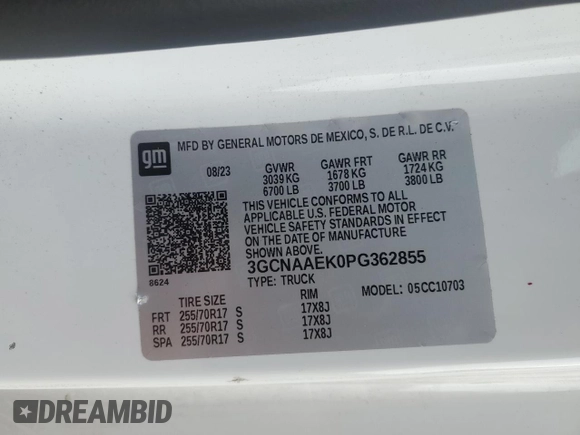 MFD BY GENERAL MOTORS DE MEXICO, S. DE R.L. DE C.V.
gm
08/23 GVWR GAWR FRT GAWR RR
3039 KG 1678 KG 1724 KG
6700 LB 3700 LB 3800 LB
THIS VEHICLE CONFORMS TO ALL
APPLICABLE U.S. FEDERAL MOTOR
VEHICLE SAFETY STANDARDS IN EFFECT
ON THE DATE OF MANUFACTURE
SHOWN ABOVE.
8624
3GCNAAEK0PG362855
TYPE: TRUCK MODEL: 05CC10703
TIRE SIZE RIM
FRT 255/70R17 S 17X8J
RR 255/70R17 S 17X8J
SPA 255/70R17 S 17X8J
DREAMBID